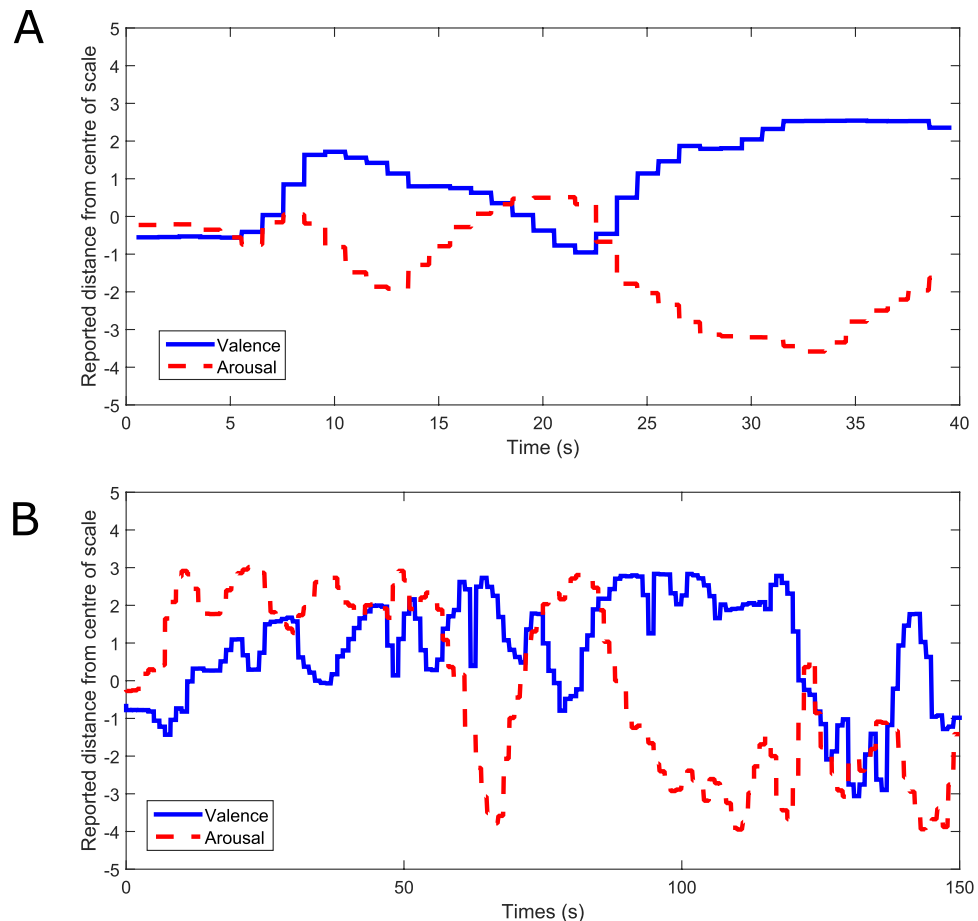 A
Reported distance from centre of scale
5
4
3
2
1
0
-1
-2
-3
-4
-5
Valence
Arousal
0 5 10 15 20 25 30 35 40
Time (s)
B
Reported distance from centre of scale
5
4
3
2
1
0
-1
-2
-3
-4
-5
Valence
Arousal
0 50 100 150
Times (s)